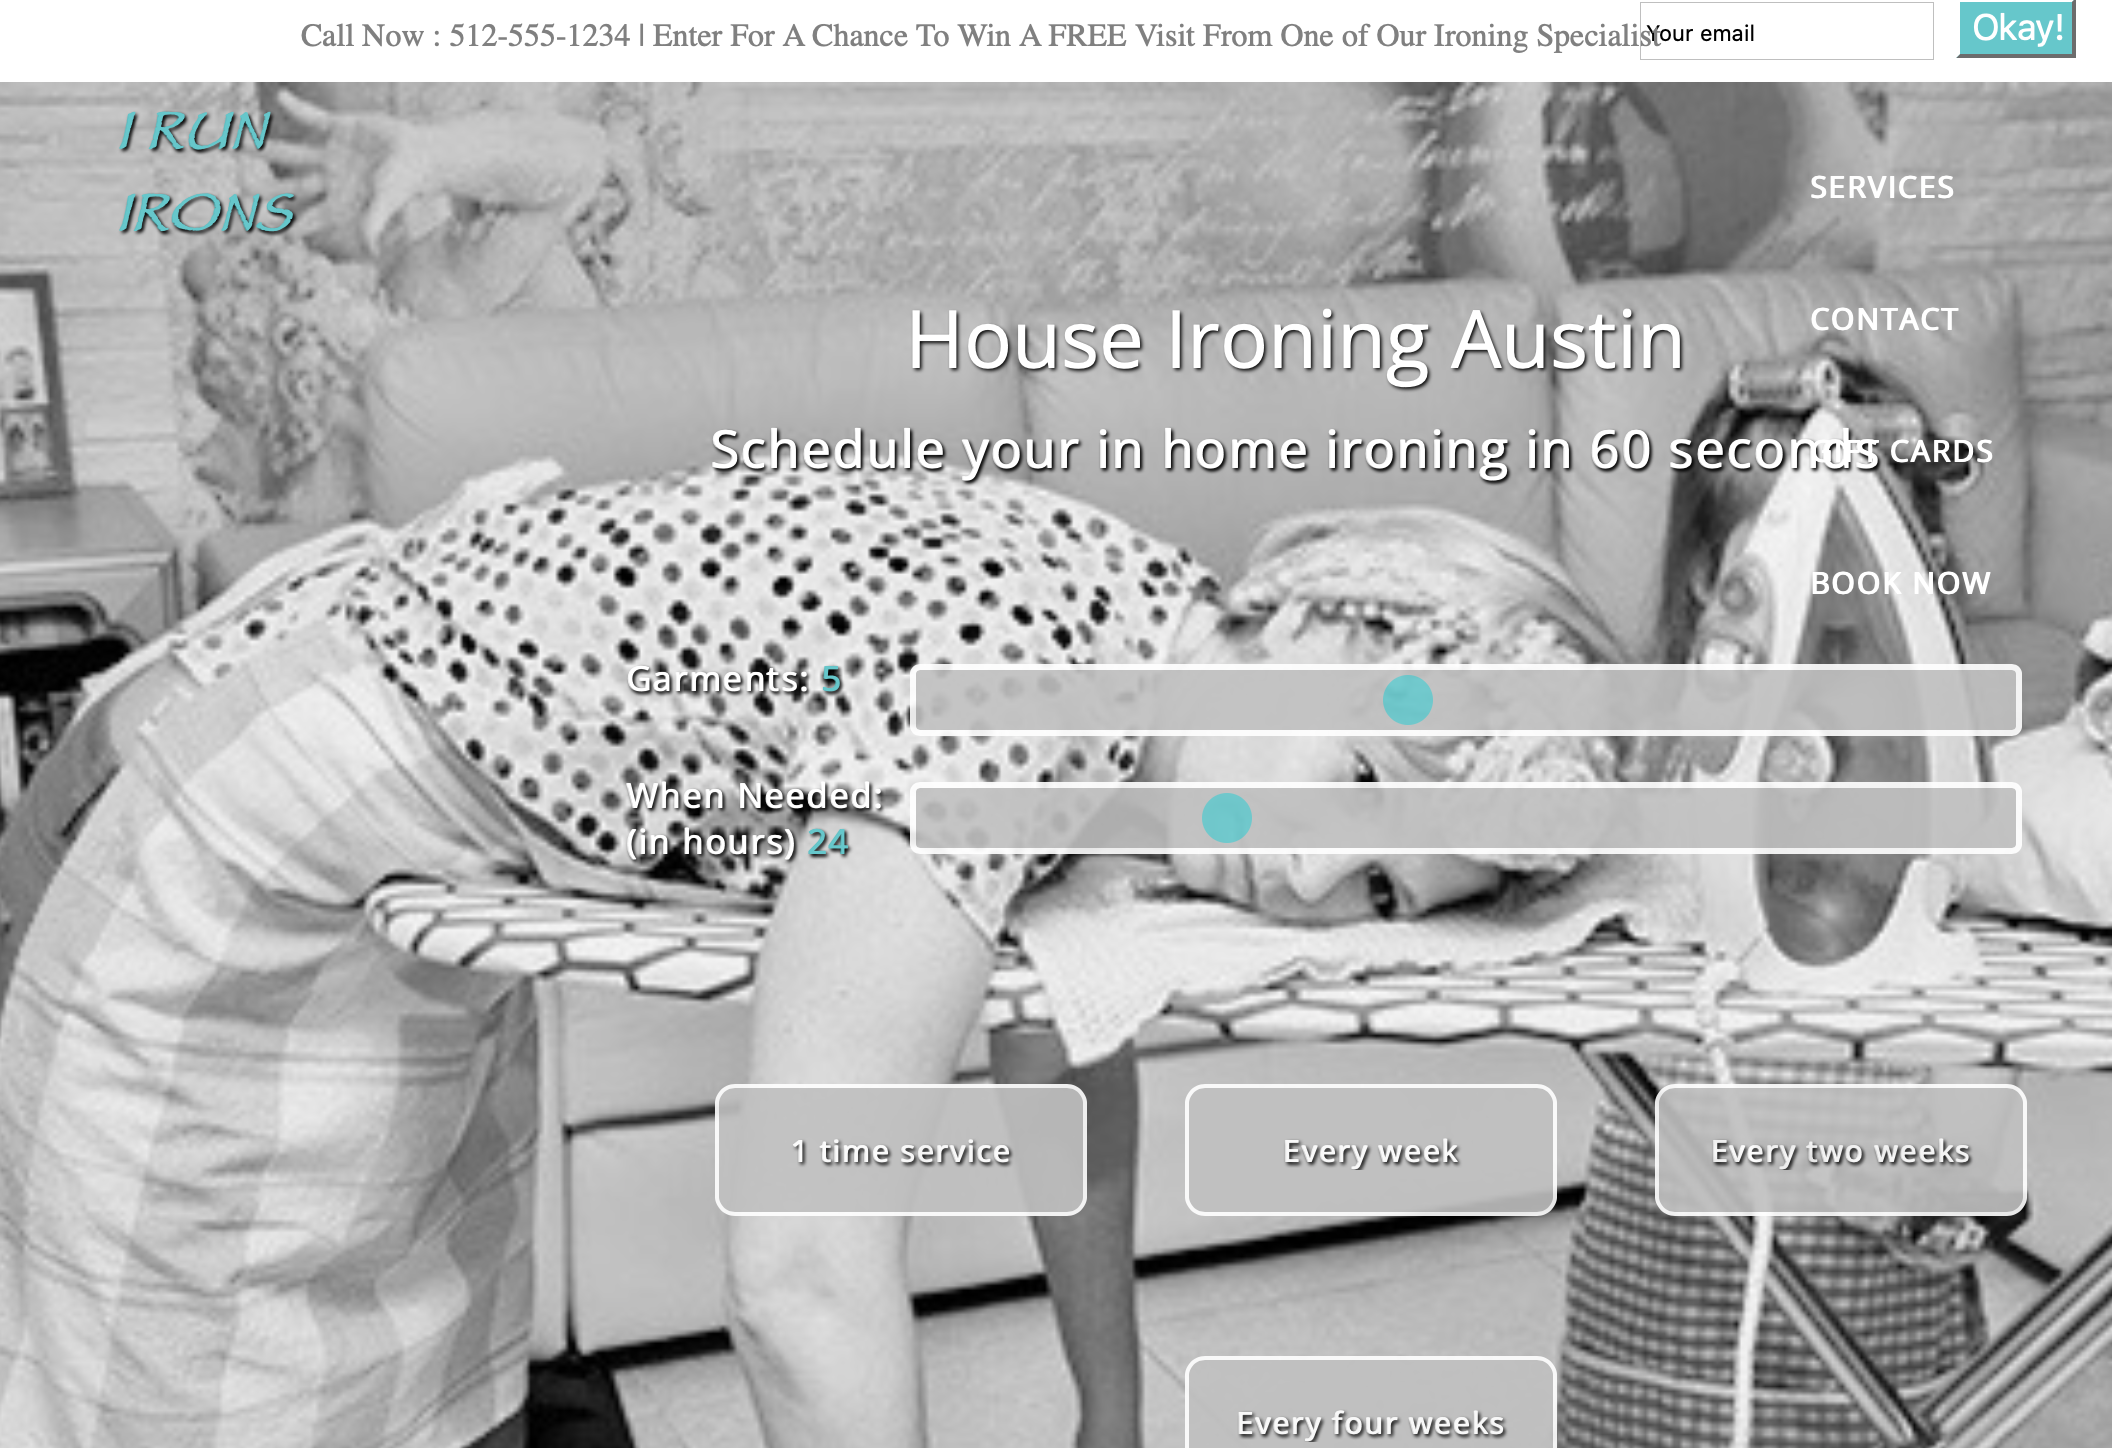 Call Now : 512-555-1234 | Enter For A Chance To Win A FREE Visit From One of Our Ironing Specialist
Your email
Okay!
I RUN
IRONS
SERVICES
CONTACT
GIFT CARDS
BOOK NOW
House Ironing Austin
Schedule your in home ironing in 60 seconds
Garments: 5
When Needed:
(in hours) 24
1 time service
Every week
Every two weeks
Every four weeks